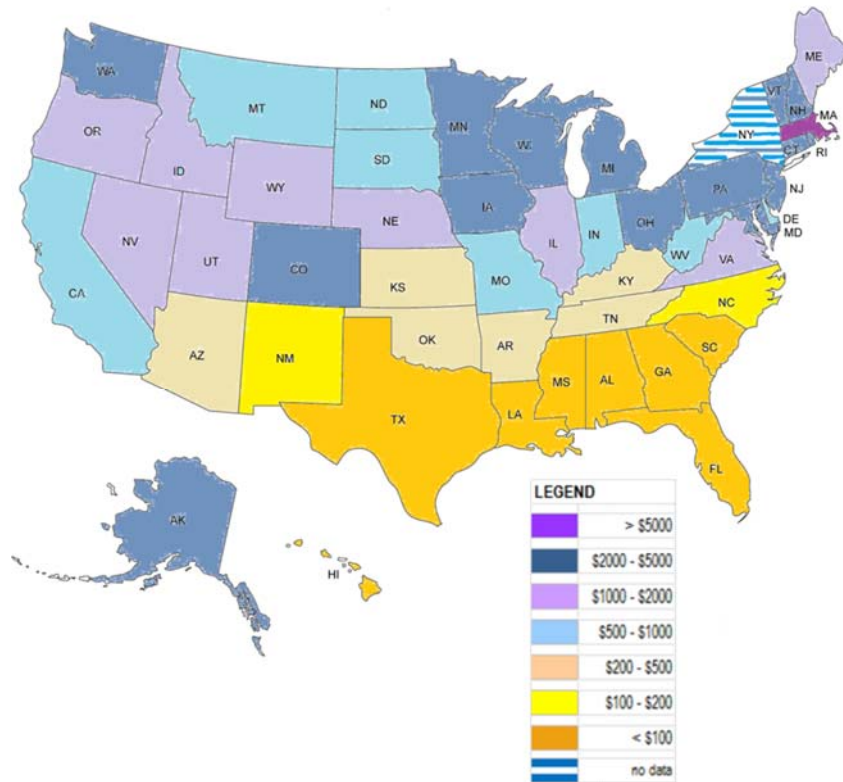 WA
ME
MT
ND
VT
NH
MN
MA
OR
NY
WI
SD
CT
RI
ID
MI
WY
PA
IA
NJ
NE
OH
DE
IL
IN
MD
NV
UT
WV
VA
CO
CA
KS
MO
KY
NC
TN
AZ
OK
NM
AR
SC
MS
AL
GA
TX
LA
FL
LEGEND
AK
> $5000
$2000 - $5000
HI
$1000 - $2000
$500 - $1000
$200 - $500
$100 - $200
< $100
no data